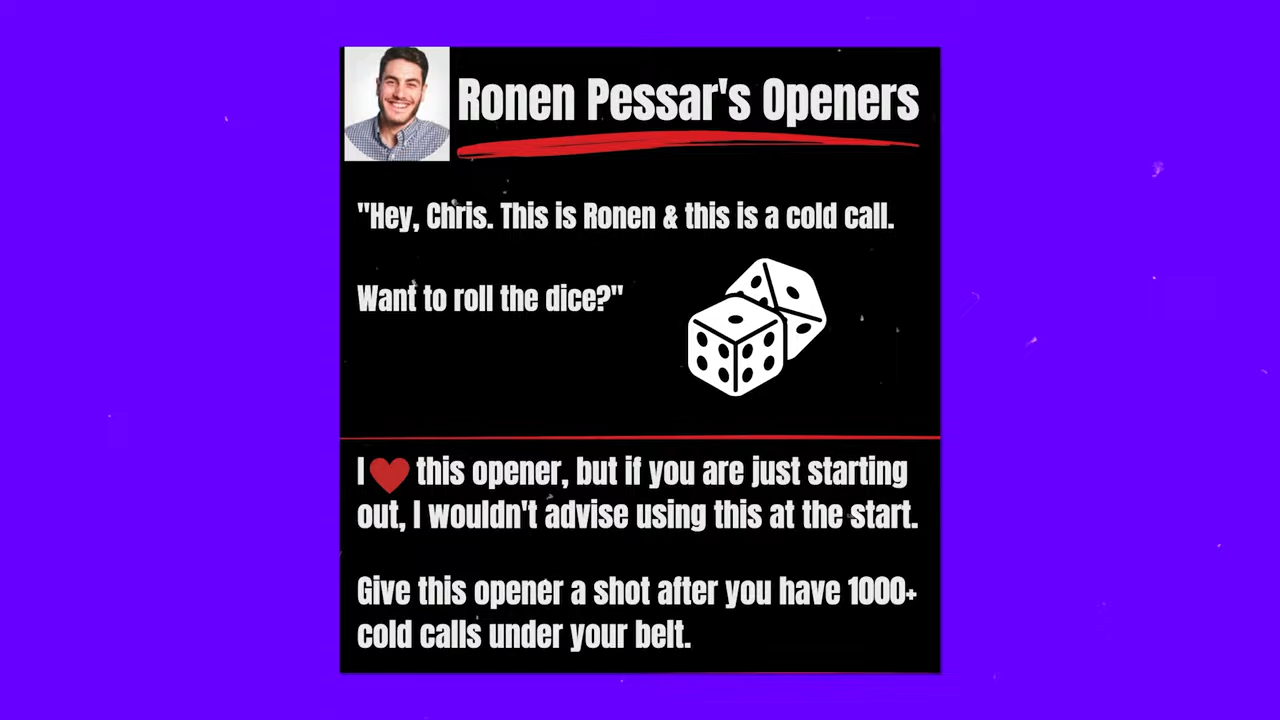 Ronen Pessar's Openers
"Hey, Chris. This is Ronen & this is a cold call.
Want to roll the dice?"
I ❤ this opener, but if you are just starting
out, I wouldn't advise using this at the start.
Give this opener a shot after you have 1000+
cold calls under your belt.